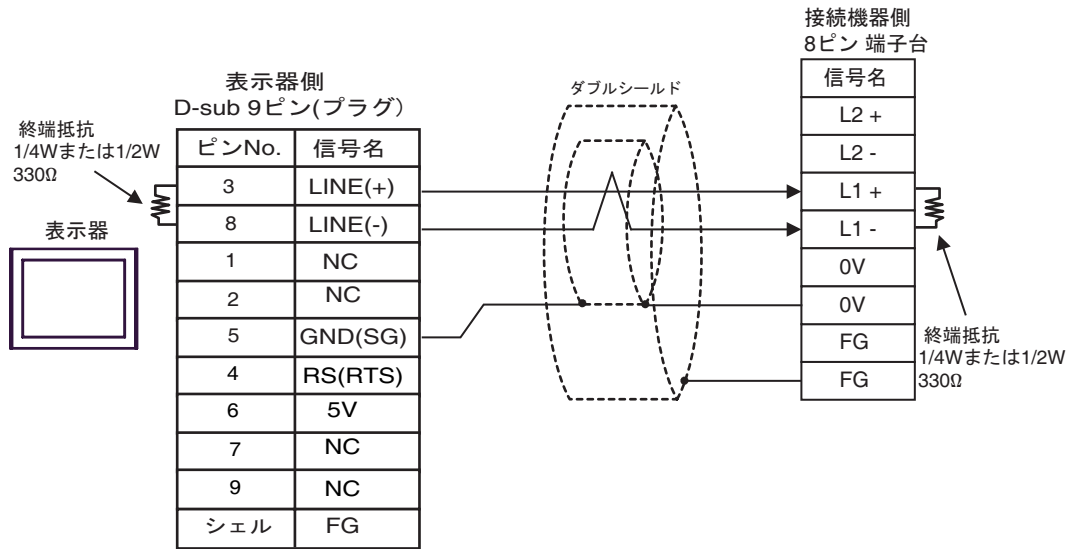 接続機器側
8ピン 端子台
信号名
L2 +
L2 -
L1 +
L1 -
0V
0V
FG
FG
ダブルシールド
表示器側
D-sub 9ピン(プラグ)
ピンNo. 信号名
3 LINE(+)
8 LINE(-)
1 NC
2 NC
5 GND(SG)
4 RS(RTS)
6 5V
7 NC
9 NC
シェル FG
終端抵抗
1/4Wまたは1/2W
330Ω
表示器
終端抵抗
1/4Wまたは1/2W
330Ω